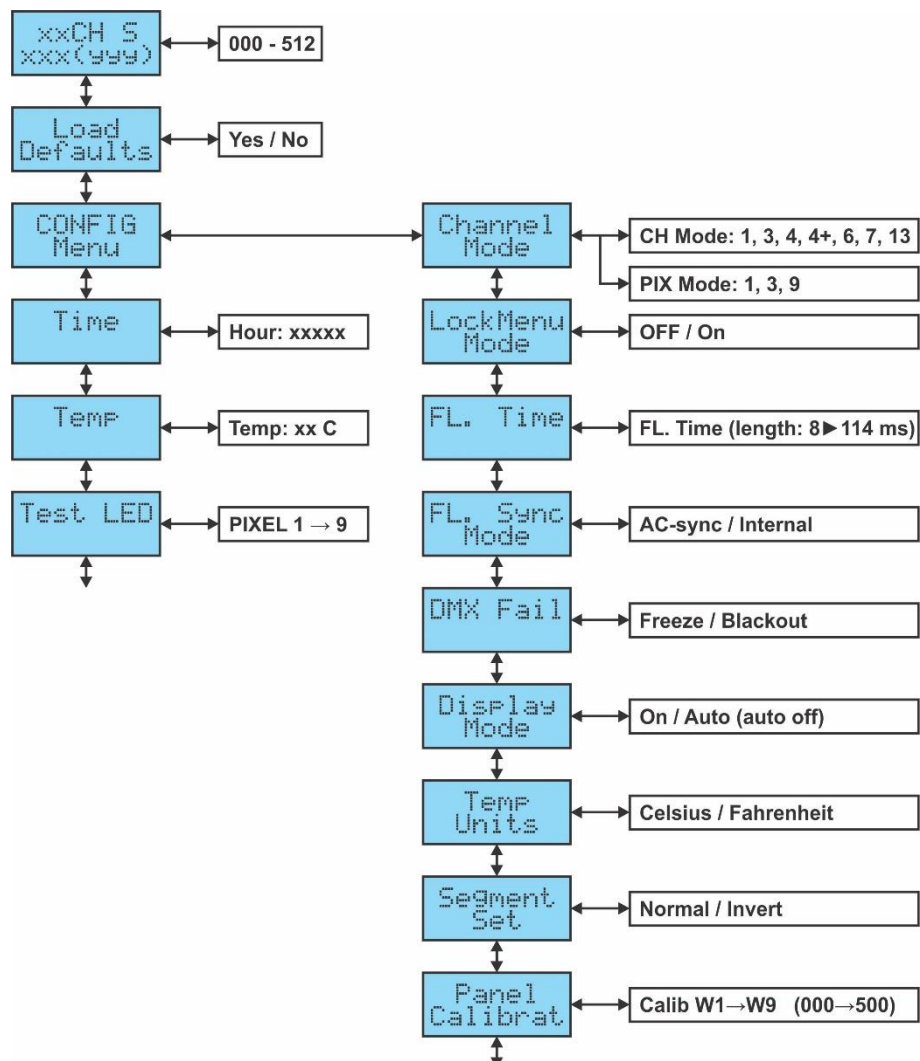 xxCH S
xxx(yyy)
000 - 512
Load
Defaults
Yes / No
CONFIG
Menu
Time
Hour: xxxxx
Temp
Temp: xx C
Test LED
PIXEL 1 → 9
Channel
Mode
CH Mode: 1, 3, 4, 4+, 6, 7, 13
PIX Mode: 1, 3, 9
LockMenu
Mode
OFF / On
FL. Time
FL. Time (length: 8►114 ms)
FL. Sync
Mode
AC-sync / Internal
DMX Fail
Freeze / Blackout
Display
Mode
On / Auto (auto off)
Temp
Units
Celsius / Fahrenheit
Segment
Set
Normal / Invert
Panel
Calibrat
Calib W1→W9 (000→500)